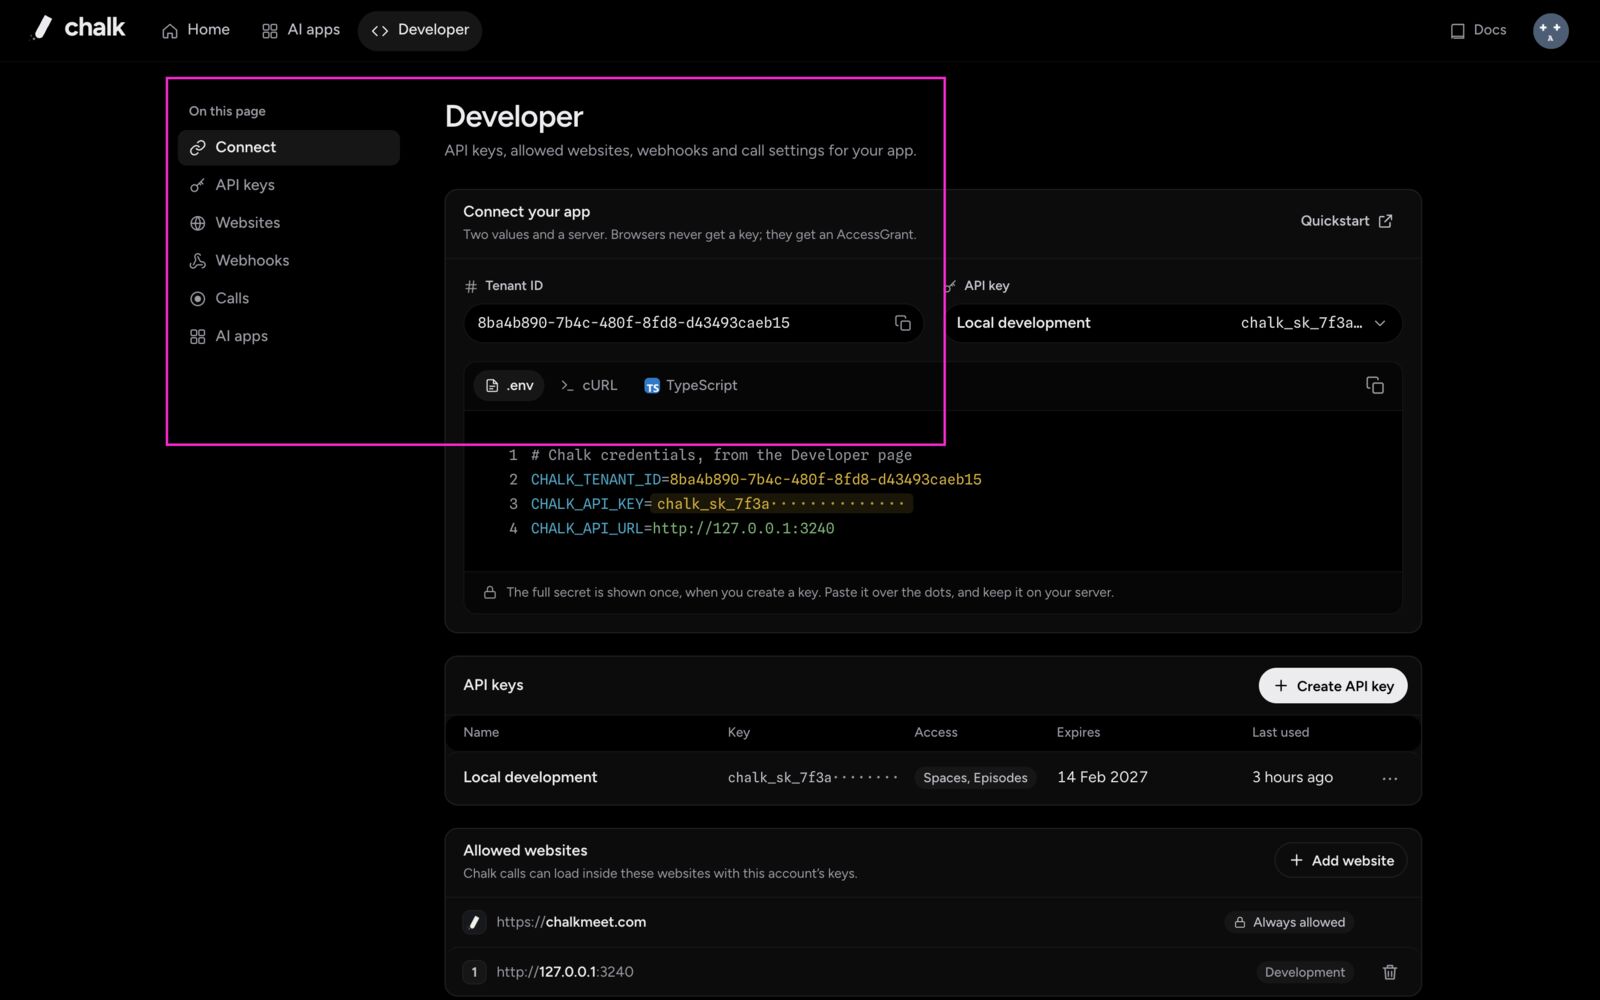 chalk
Home
AI apps
Developer
Docs
On this page
Connect
API keys
Websites
Webhooks
Calls
AI apps
Developer
API keys, allowed websites, webhooks and call settings for your app.
Connect your app
Two values and a server. Browsers never get a key; they get an AccessGrant.
Quickstart
# Tenant ID
8ba4b890-7b4c-480f-8fd8-d43493caeb15
API key
Local development chalk_sk_7f3a…
.env
>_ cURL
TS TypeScript
1 # Chalk credentials, from the Developer page
2 CHALK_TENANT_ID=8ba4b890-7b4c-480f-8fd8-d43493caeb15
3 CHALK_API_KEY=chalk_sk_7f3a··············
4 CHALK_API_URL=http://127.0.0.1:3240
The full secret is shown once, when you create a key. Paste it over the dots, and keep it on your server.
API keys
+ Create API key
Name Key Access Expires Last used
Local development chalk_sk_7f3a········ Spaces, Episodes 14 Feb 2027 3 hours ago ···
Allowed websites
Chalk calls can load inside these websites with this account's keys.
+ Add website
https://chalkmeet.com Always allowed
1 http://127.0.0.1:3240 Development